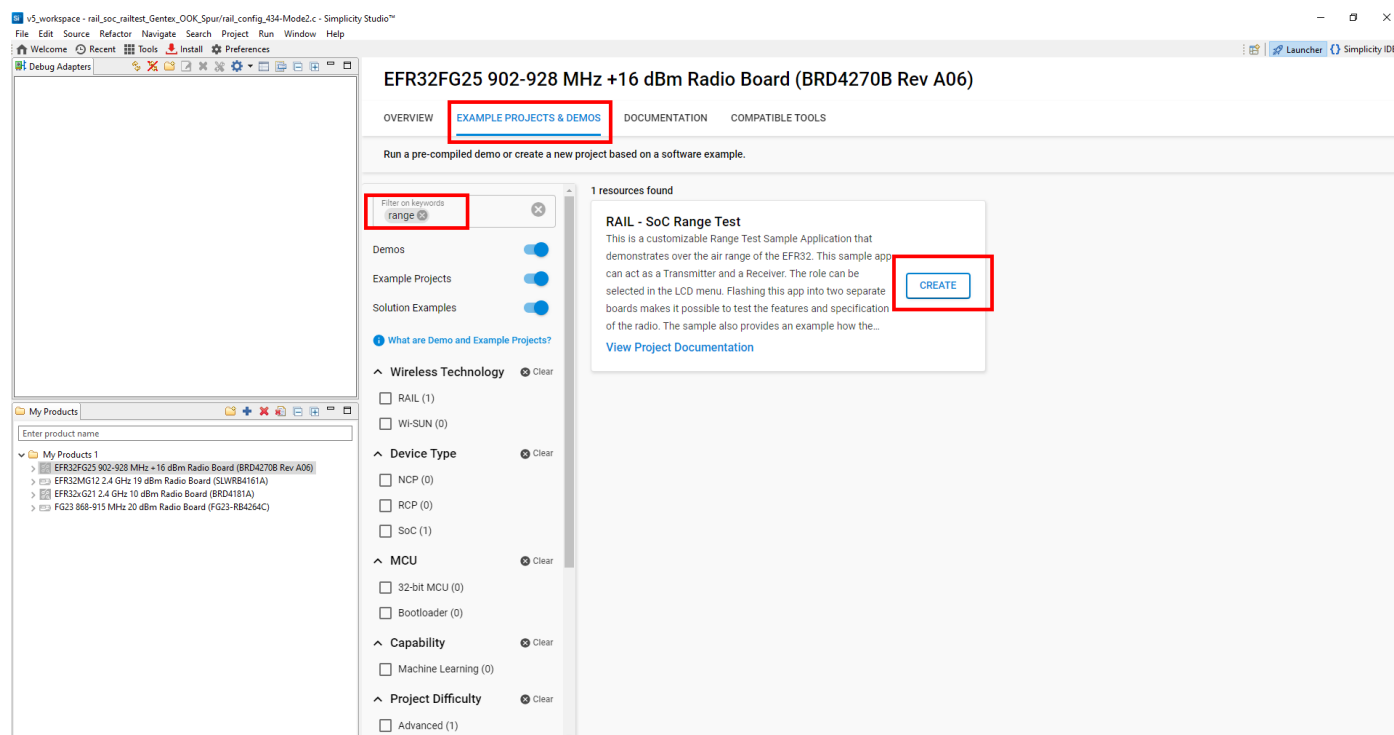 v5_workspace - rail_soc_railtest_Gentex_OOK_Spur/rail_config_434-Mode2.c - Simplicity Studio™
File Edit Source Refactor Navigate Search Project Run Window Help
Welcome Recent Tools Install Preferences
Launcher {} Simplicity IDE
Debug Adapters
EFR32FG25 902-928 MHz +16 dBm Radio Board (BRD4270B Rev A06)
OVERVIEW EXAMPLE PROJECTS & DEMOS DOCUMENTATION COMPATIBLE TOOLS
Run a pre-compiled demo or create a new project based on a software example.
Filter on keywords
range
Demos
Example Projects
Solution Examples
What are Demo and Example Projects?
Wireless Technology Clear
RAIL (1)
Wi-SUN (0)
Device Type Clear
NCP (0)
RCP (0)
SoC (1)
MCU Clear
32-bit MCU (0)
Bootloader (0)
Capability Clear
Machine Learning (0)
Project Difficulty Clear
Advanced (1)
1 resources found
RAIL - SoC Range Test
This is a customizable Range Test Sample Application that
demonstrates over the air range of the EFR32. This sample app
can act as a Transmitter and a Receiver. The role can be
selected in the LCD menu. Flashing this app into two separate
boards makes it possible to test the features and specification
of the radio. The sample also provides an example how the...
View Project Documentation
CREATE
My Products
Enter product name
My Products 1
EFR32FG25 902-928 MHz +16 dBm Radio Board (BRD4270B Rev A06)
EFR32MG12 2.4 GHz 19 dBm Radio Board (SLWRB4161A)
EFR32xG21 2.4 GHz 10 dBm Radio Board (BRD4181A)
FG23 868-915 MHz 20 dBm Radio Board (FG23-RB4264C)